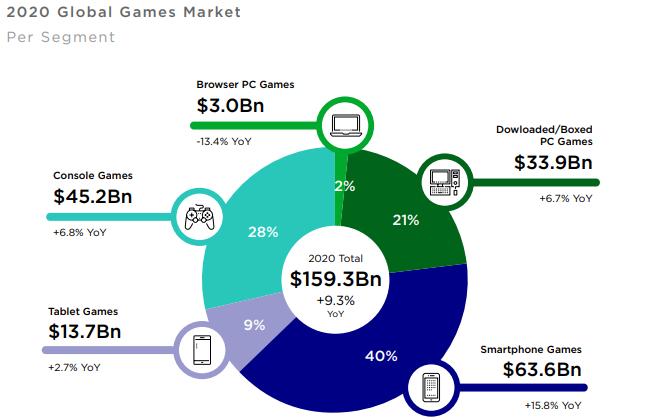 2020 Global Games Market
Per Segment
Browser PC Games
$3.0Bn
-13.4% YoY
Dowloaded/Boxed
PC Games
$33.9Bn
+6.7% YoY
Console Games
$45.2Bn
+6.8% YoY
2%
21%
28%
2020 Total
$159.3Bn
+9.3%
YoY
Tablet Games
$13.7Bn
+2.7% YoY
9%
40%
Smartphone Games
$63.6Bn
+15.8% YoY